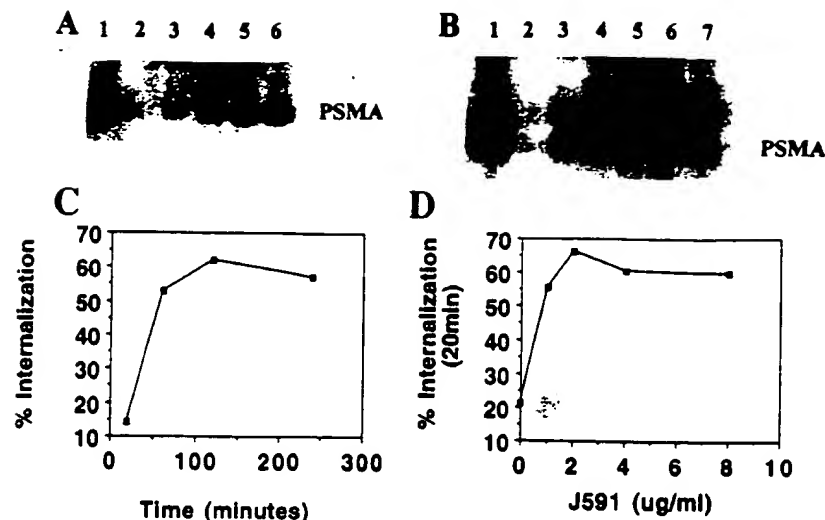 A 1 2 3 4 5 6
PSMA
B 1 2 3 4 5 6 7
PSMA
C
% Internalization
70
60
50
40
30
20
10
0 100 200 300
Time (minutes)
D
% Internalization
(20min)
70
60
50
40
30
20
10
0 2 4 6 8 10
J591 (ug/ml)